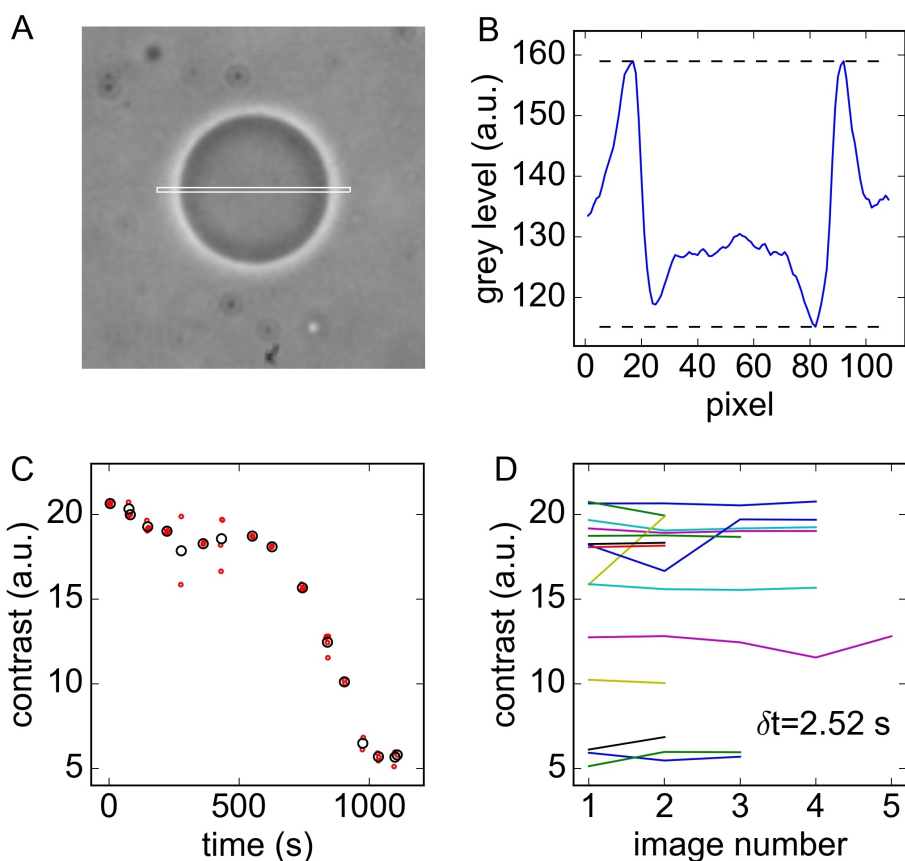 A
B
160
150
140
130
120
grey level (a.u.)
0 20 40 60 80 100
pixel
C
20
15
10
5
contrast (a.u.)
0 500 1000
time (s)
D
20
15
10
5
contrast (a.u.)
δt=2.52 s
1 2 3 4 5
image number